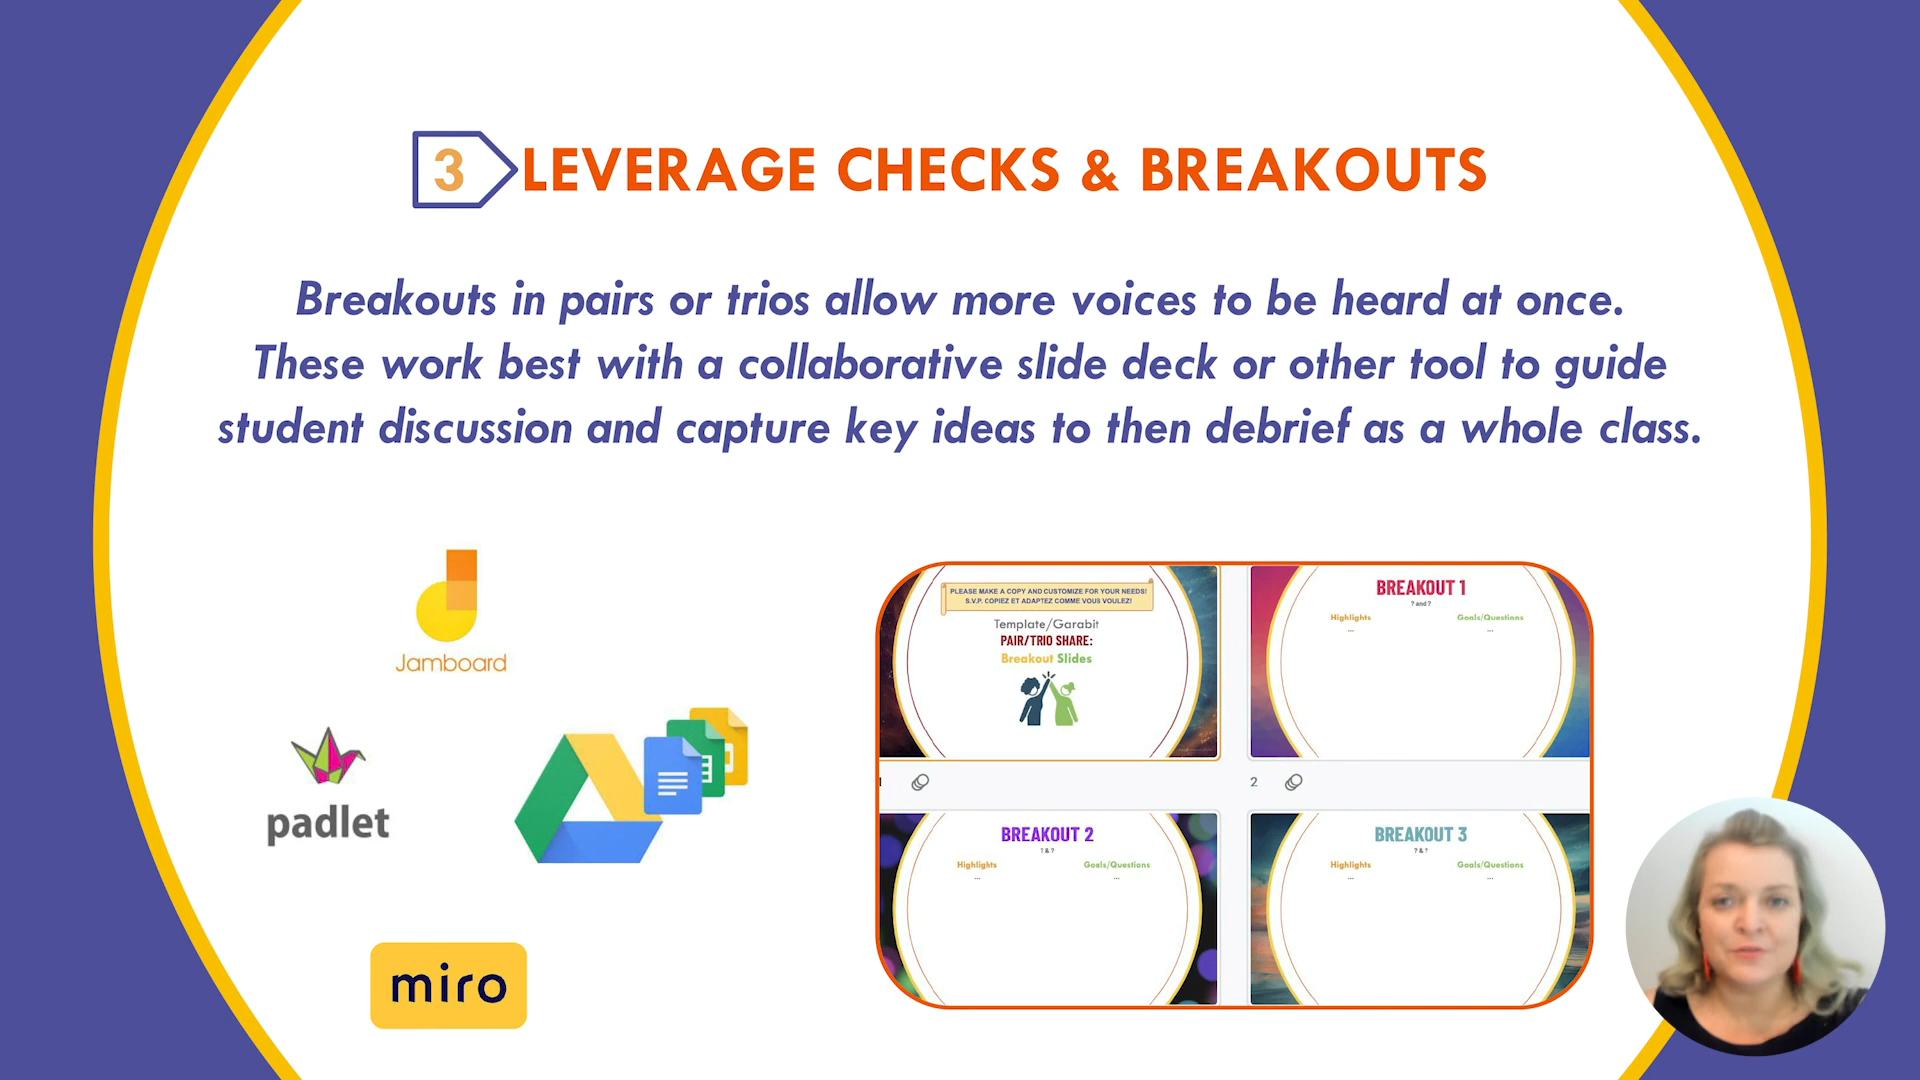 3 LEVERAGE CHECKS & BREAKOUTS
Breakouts in pairs or trios allow more voices to be heard at once.
These work best with a collaborative slide deck or other tool to guide
student discussion and capture key ideas to then debrief as a whole class.
Jamboard
padlet
miro
PLEASE MAKE A COPY AND CUSTOMIZE FOR YOUR NEEDS!
S.V.P. COPIEZ ET ADAPTEZ COMME VOUS VOULEZ!
Template/Garabit
PAIR/TRIO SHARE:
Breakout Slides
1
BREAKOUT 1
? and ?
Highlights Goals/Questions
... ...
2
BREAKOUT 2
? & ?
Highlights Goals/Questions
... ...
BREAKOUT 3
? & ?
Highlights Goals/Questions
... ...